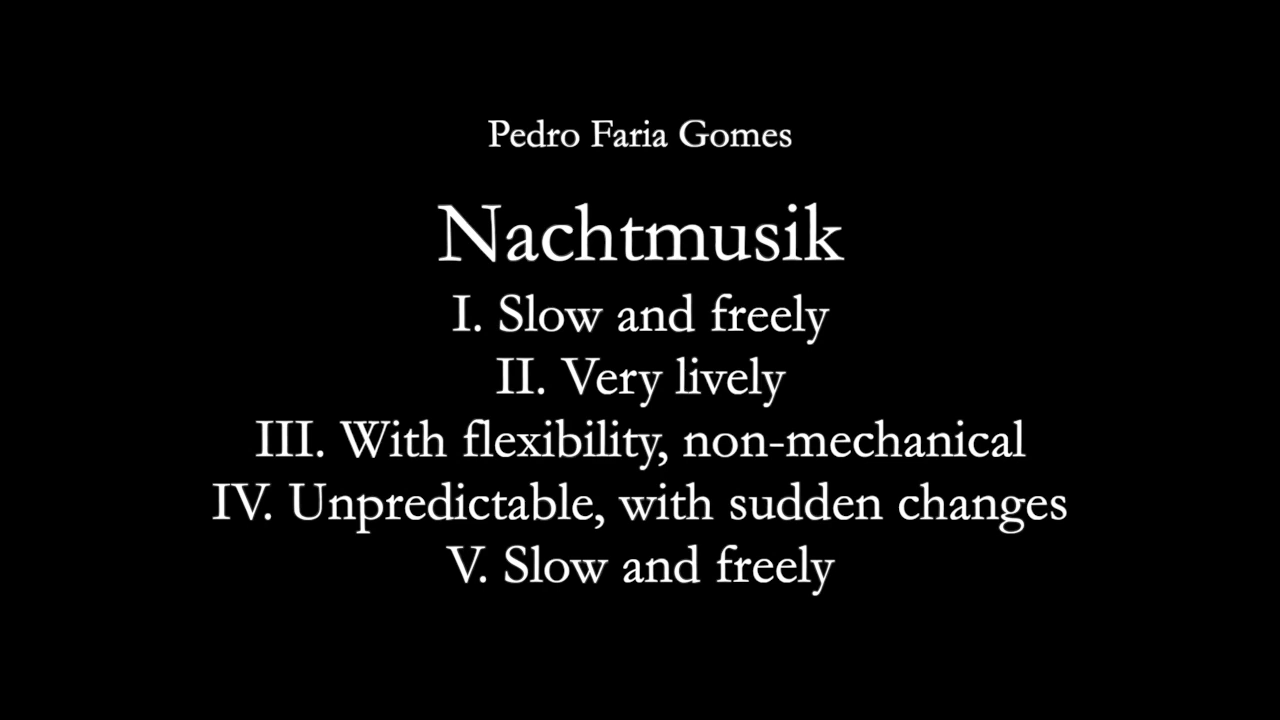 Pedro Faria Gomes
Nachtmusik
I. Slow and freely
II. Very lively
III. With flexibility, non-mechanical
IV. Unpredictable, with sudden changes
V. Slow and freely